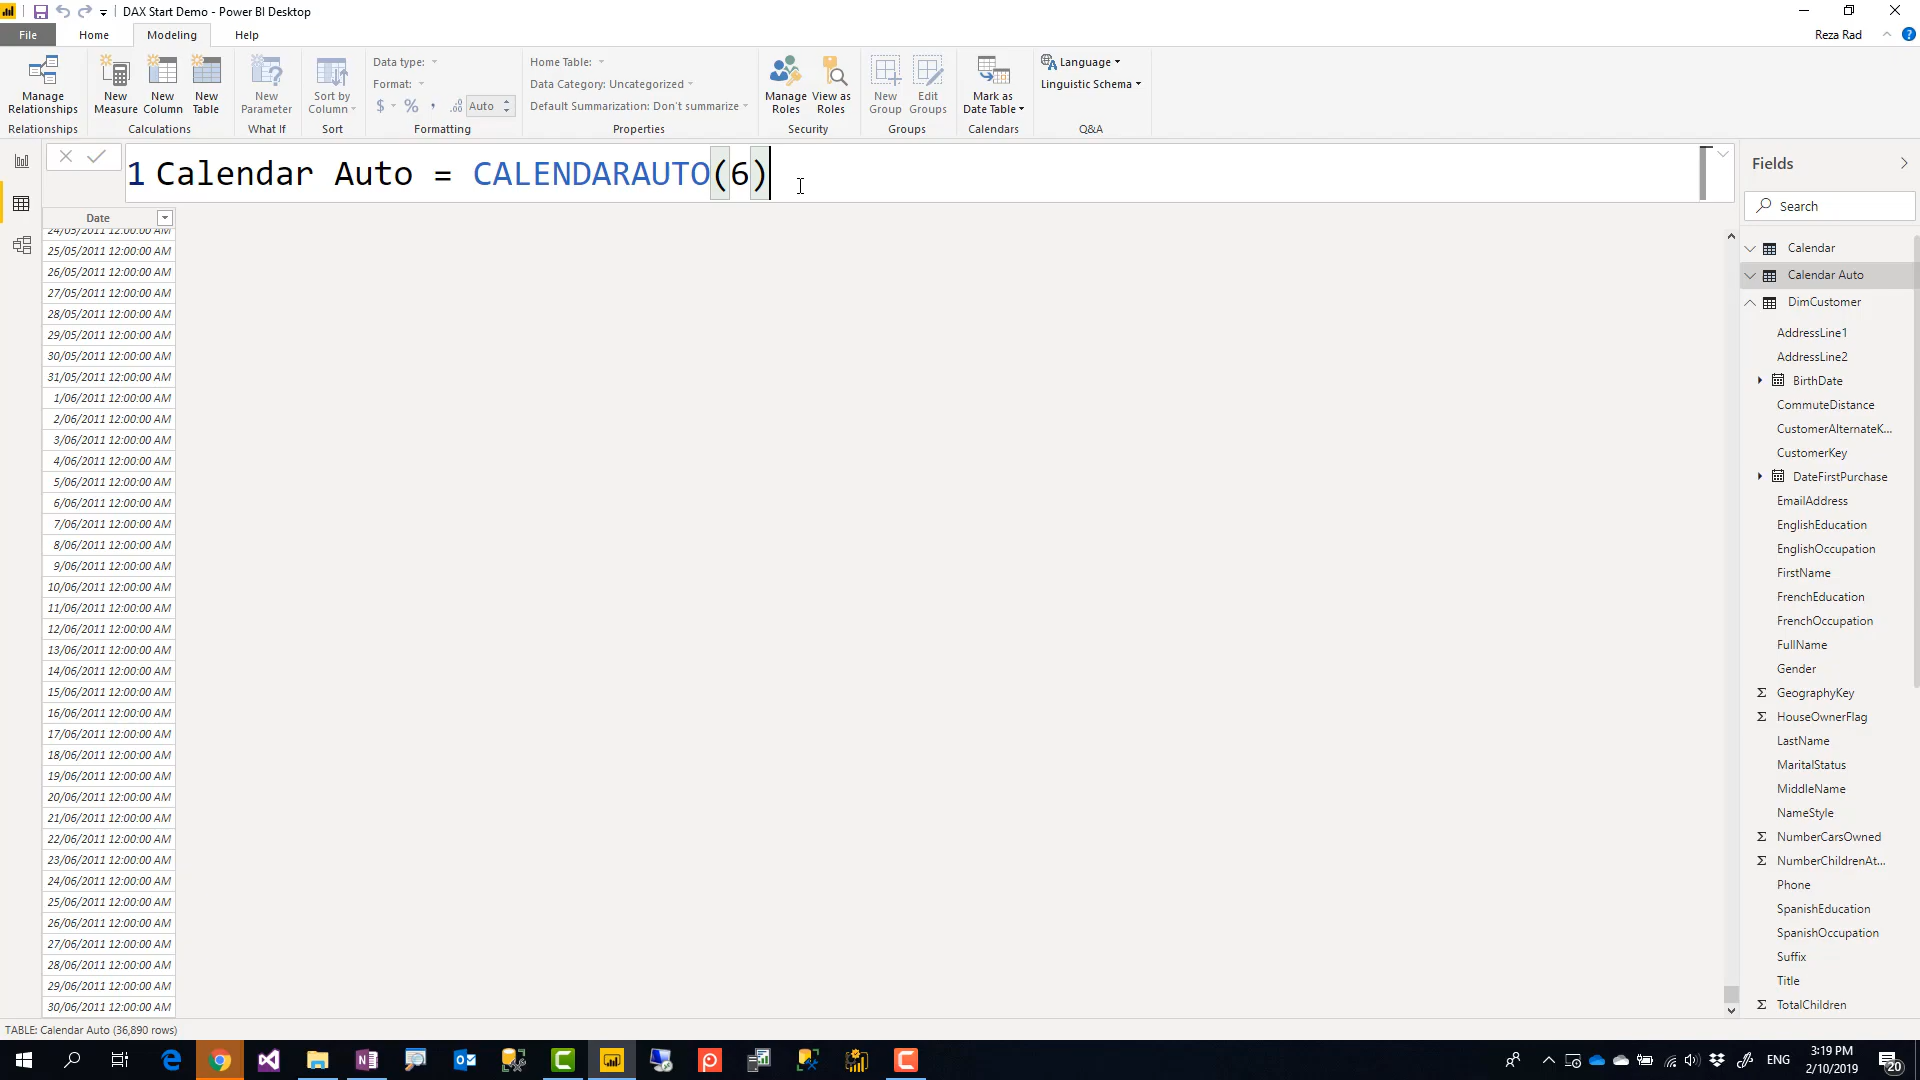 DAX Start Demo - Power BI Desktop
File
Home
Modeling
Help
Reza Rad
Manage Relationships
Relationships
New Measure
New Column
New Table
Calculations
New Parameter
What If
Sort by Column
Sort
Data type:
Format:
$ % , .00 Auto
Formatting
Home Table:
Data Category: Uncategorized
Default Summarization: Don't summarize
Properties
Manage Roles
View as Roles
Security
New Group
Edit Groups
Groups
Mark as Date Table
Calendars
Language
Linguistic Schema
Q&A
1 Calendar Auto = CALENDARAUTO(6)
Date
24/05/2011 12:00:00 AM
25/05/2011 12:00:00 AM
26/05/2011 12:00:00 AM
27/05/2011 12:00:00 AM
28/05/2011 12:00:00 AM
29/05/2011 12:00:00 AM
30/05/2011 12:00:00 AM
31/05/2011 12:00:00 AM
1/06/2011 12:00:00 AM
2/06/2011 12:00:00 AM
3/06/2011 12:00:00 AM
4/06/2011 12:00:00 AM
5/06/2011 12:00:00 AM
6/06/2011 12:00:00 AM
7/06/2011 12:00:00 AM
8/06/2011 12:00:00 AM
9/06/2011 12:00:00 AM
10/06/2011 12:00:00 AM
11/06/2011 12:00:00 AM
12/06/2011 12:00:00 AM
13/06/2011 12:00:00 AM
14/06/2011 12:00:00 AM
15/06/2011 12:00:00 AM
16/06/2011 12:00:00 AM
17/06/2011 12:00:00 AM
18/06/2011 12:00:00 AM
19/06/2011 12:00:00 AM
20/06/2011 12:00:00 AM
21/06/2011 12:00:00 AM
22/06/2011 12:00:00 AM
23/06/2011 12:00:00 AM
24/06/2011 12:00:00 AM
25/06/2011 12:00:00 AM
26/06/2011 12:00:00 AM
27/06/2011 12:00:00 AM
28/06/2011 12:00:00 AM
29/06/2011 12:00:00 AM
30/06/2011 12:00:00 AM
Fields
Search
Calendar
Calendar Auto
DimCustomer
AddressLine1
AddressLine2
BirthDate
CommuteDistance
CustomerAlternateK...
CustomerKey
DateFirstPurchase
EmailAddress
EnglishEducation
EnglishOccupation
FirstName
FrenchEducation
FrenchOccupation
FullName
Gender
Σ GeographyKey
Σ HouseOwnerFlag
LastName
MaritalStatus
MiddleName
NameStyle
Σ NumberCarsOwned
Σ NumberChildrenAt...
Phone
SpanishEducation
SpanishOccupation
Suffix
Title
Σ TotalChildren
TABLE: Calendar Auto (36,890 rows)
ENG
3:19 PM
2/10/2019
20